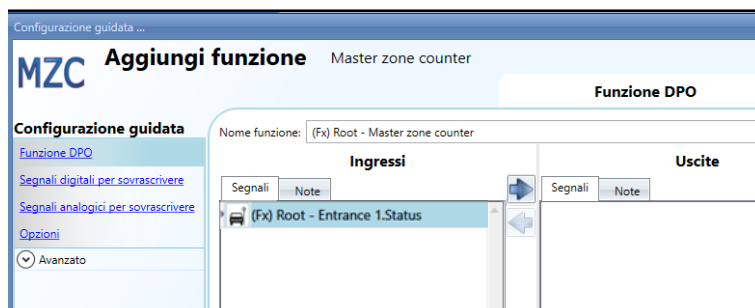 Configurazione guidata ...
MZC Aggiungi funzione Master zone counter
Funzione DPO
Configurazione guidata
Funzione DPO
Segnali digitali per sovrascrivere
Segnali analogici per sovrascrivere
Opzioni
Avanzato
Nome funzione: (Fx) Root - Master zone counter
Ingressi
Segnali Note
(Fx) Root - Entrance 1.Status
Uscite
Segnali Note